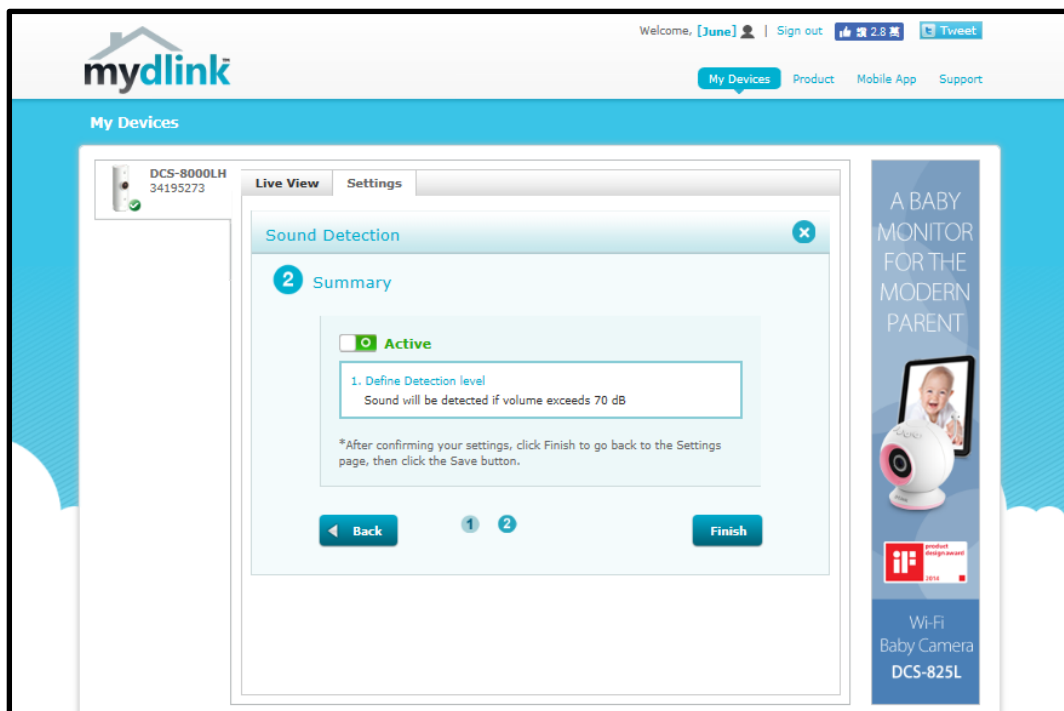 Welcome, [June] | Sign out 讚 2.8 萬 Tweet
mydlink™
My Devices Product Mobile App Support
My Devices
DCS-8000LH
34195273
Live View Settings
Sound Detection
2 Summary
Active
1. Define Detection level
Sound will be detected if volume exceeds 70 dB
*After confirming your settings, click Finish to go back to the Settings
page, then click the Save button.
Back 1 2 Finish
A BABY
MONITOR
FOR THE
MODERN
PARENT
iF
product
design award
2014
Wi-Fi
Baby Camera
DCS-825L